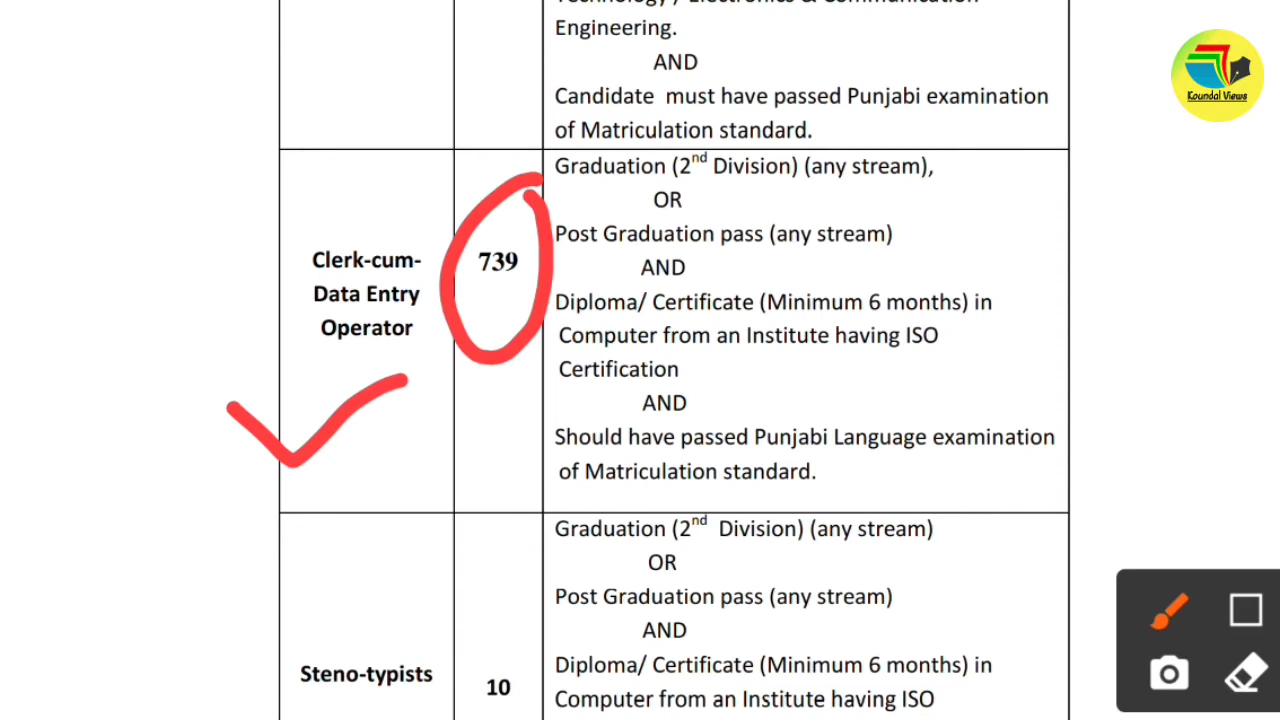 Technology / Electronics & Communication
Engineering.
AND
Candidate must have passed Punjabi examination
of Matriculation standard.
Clerk-cum-
Data Entry
Operator
739
Graduation (2nd Division) (any stream),
OR
Post Graduation pass (any stream)
AND
Diploma/ Certificate (Minimum 6 months) in
Computer from an Institute having ISO
Certification
AND
Should have passed Punjabi Language examination
of Matriculation standard.
Steno-typists
10
Graduation (2nd Division) (any stream)
OR
Post Graduation pass (any stream)
AND
Diploma/ Certificate (Minimum 6 months) in
Computer from an Institute having ISO
Koundal Views